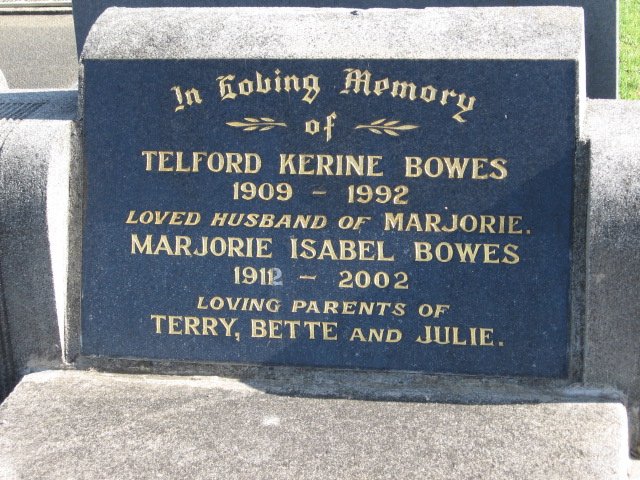 In Loving Memory
of
TELFORD KERINE BOWES
1909 - 1992
LOVED HUSBAND OF MARJORIE.
MARJORIE ISABEL BOWES
1912 - 2002
LOVING PARENTS OF
TERRY, BETTE AND JULIE.